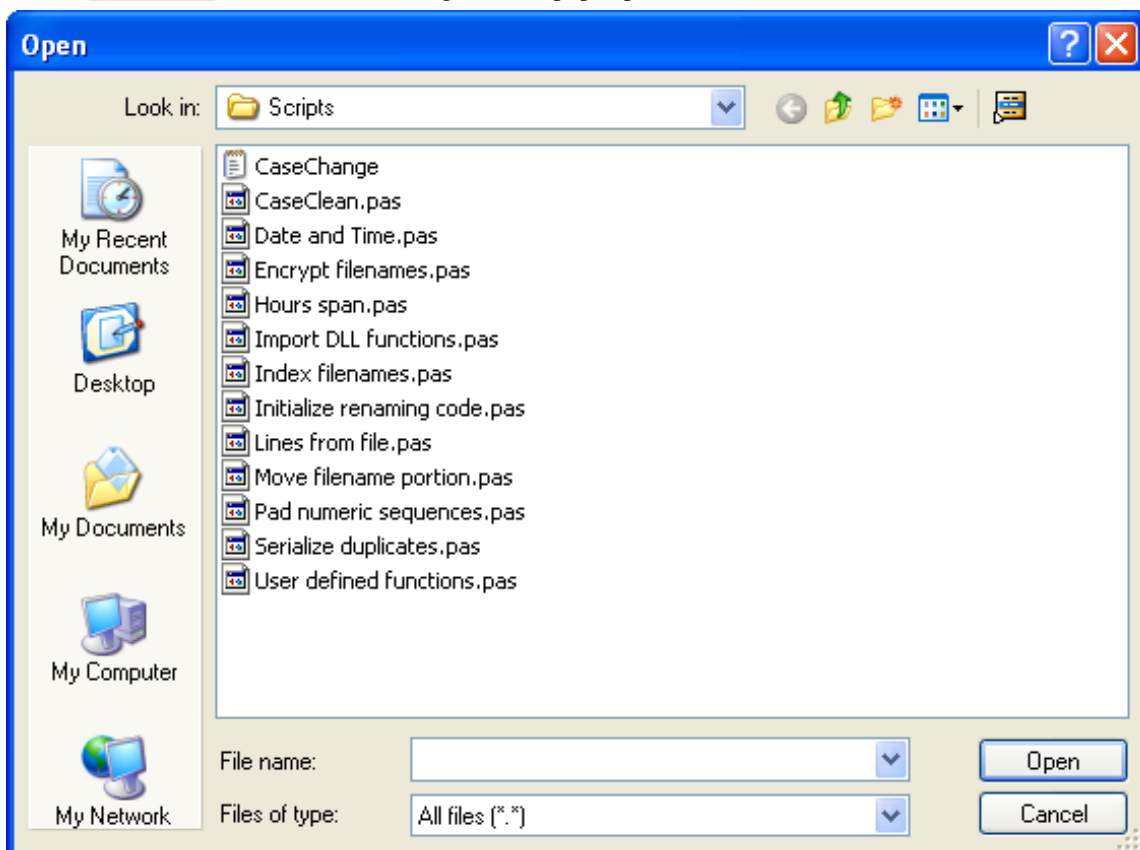 Open
Look in: Scripts
My Recent
Documents
Desktop
My Documents
My Computer
My Network
CaseChange
CaseClean.pas
Date and Time.pas
Encrypt filenames.pas
Hours span.pas
Import DLL functions.pas
Index filenames.pas
Initialize renaming code.pas
Lines from file.pas
Move filename portion.pas
Pad numeric sequences.pas
Serialize duplicates.pas
User defined functions.pas
File name: Open
Files of type: All files (*.*) Cancel